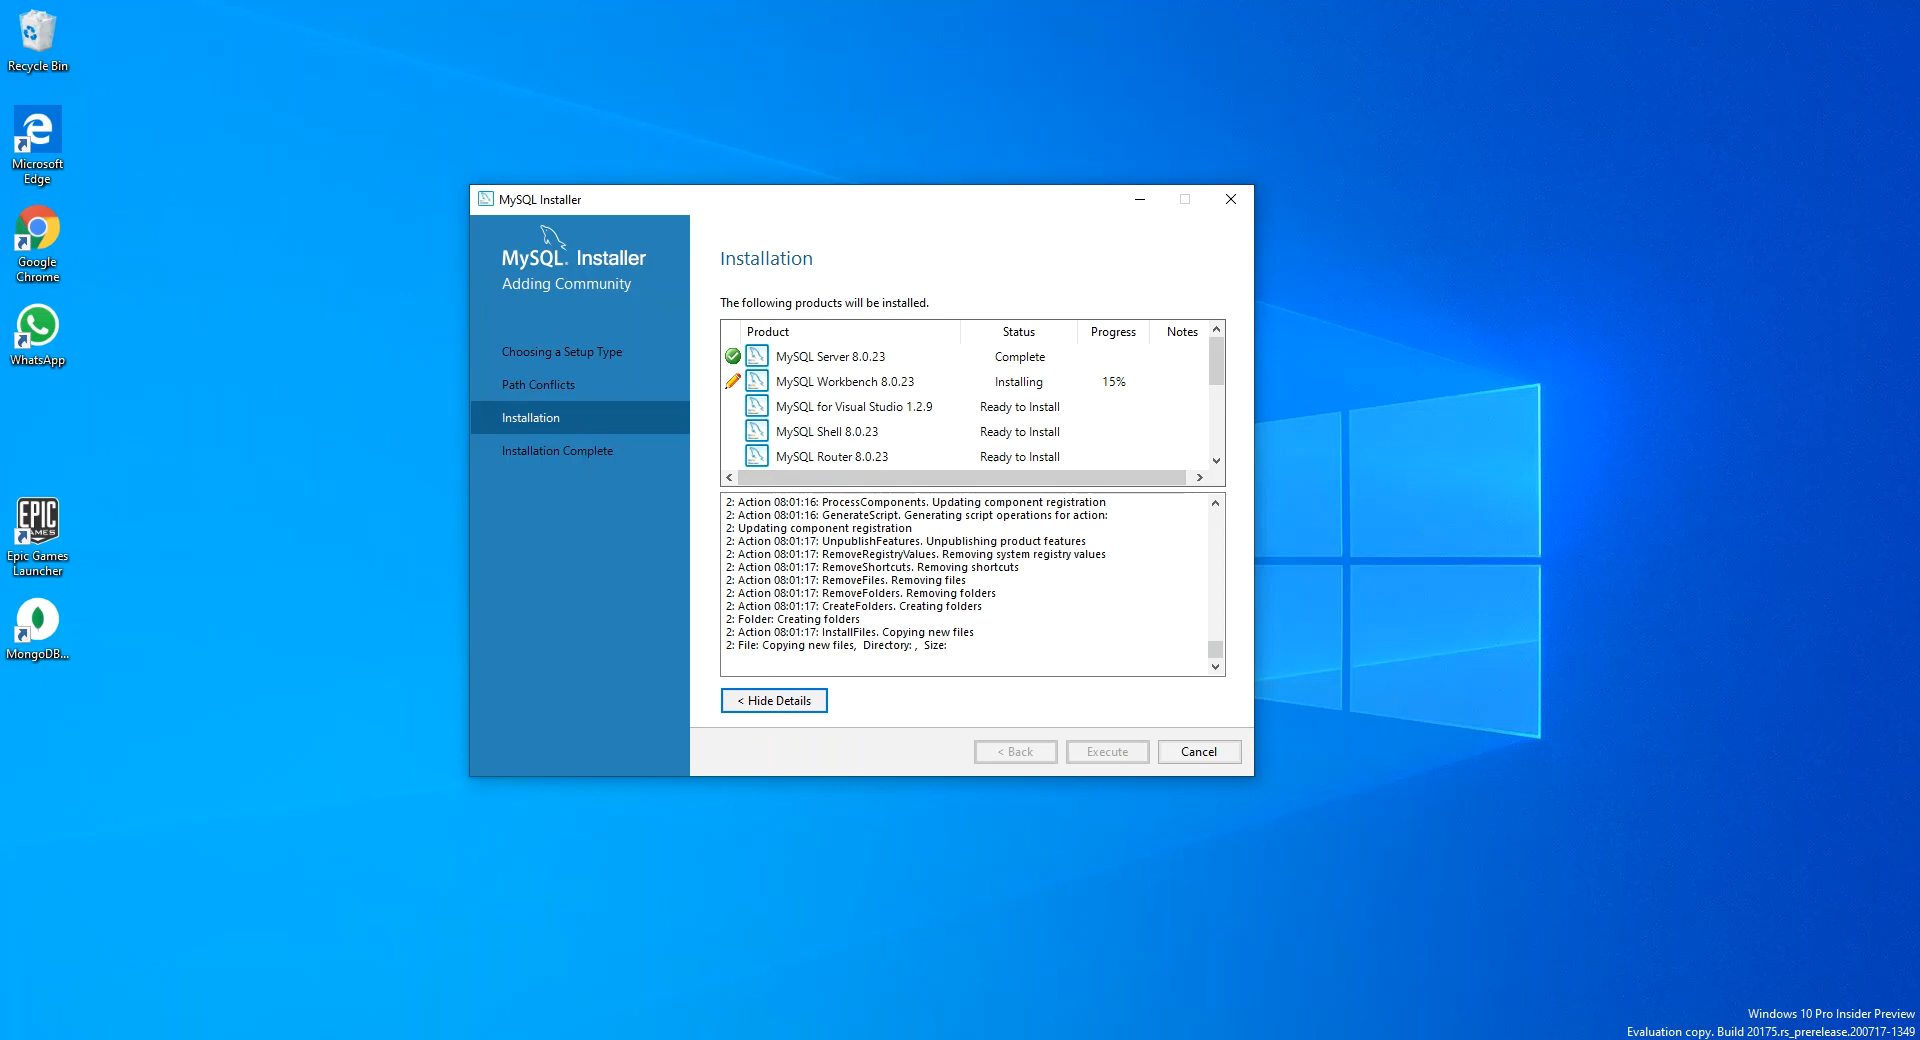 Recycle Bin
Microsoft
Edge
Google
Chrome
WhatsApp
EPIC
GAMES
Epic Games
Launcher
MongoDB...
MySQL Installer
MySQL® Installer
Adding Community
Choosing a Setup Type
Path Conflicts
Installation
Installation Complete
Installation
The following products will be installed.
Product Status Progress Notes
MySQL Server 8.0.23 Complete
MySQL Workbench 8.0.23 Installing 15%
MySQL for Visual Studio 1.2.9 Ready to Install
MySQL Shell 8.0.23 Ready to Install
MySQL Router 8.0.23 Ready to Install
2: Action 08:01:16: ProcessComponents. Updating component registration
2: Action 08:01:16: GenerateScript. Generating script operations for action:
2: Updating component registration
2: Action 08:01:17: UnpublishFeatures. Unpublishing product features
2: Action 08:01:17: RemoveRegistryValues. Removing system registry values
2: Action 08:01:17: RemoveShortcuts. Removing shortcuts
2: Action 08:01:17: RemoveFiles. Removing files
2: Action 08:01:17: RemoveFolders. Removing folders
2: Action 08:01:17: CreateFolders. Creating folders
2: Folder: Creating folders
2: Action 08:01:17: InstallFiles. Copying new files
2: File: Copying new files,  Directory: ,  Size:
< Hide Details
< Back Execute Cancel
Windows 10 Pro Insider Preview
Evaluation copy. Build 20175.rs_prerelease.200717-1349